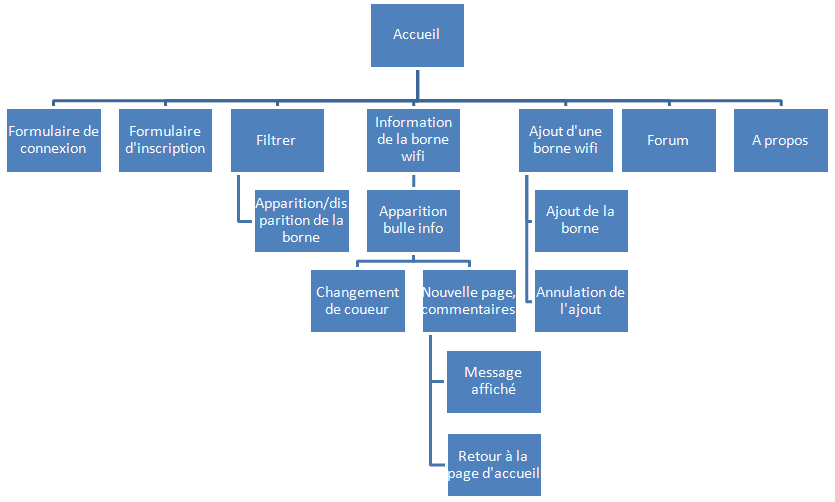 Accueil
Formulaire de
connexion
Formulaire
d'inscription
Filtrer
Information
de la borne
wifi
Ajout d'une
borne wifi
Forum
A propos
Apparition/dis
parition de la
borne
Apparition
bulle info
Ajout de la
borne
Changement
de coueur
Nouvelle page,
commentaires
Annulation de
l'ajout
Message
affiché
Retour à la
page d'accueil